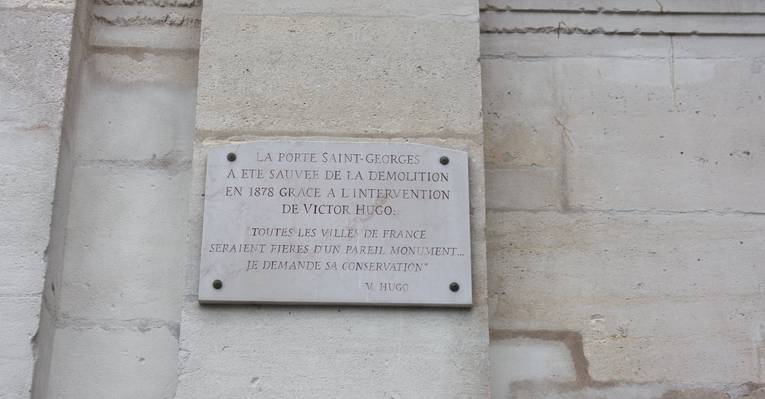 LA PORTE SAINT-GEORGES
A ETE SAUVEE DE LA DEMOLITION
EN 1878 GRACE A L'INTERVENTION
DE VICTOR HUGO:
TOUTES LES VILLES DE FRANCE
SERAIENT FIERES D'UN PAREIL MONUMENT...
JE DEMANDE SA CONSERVATION"
V. HUGO